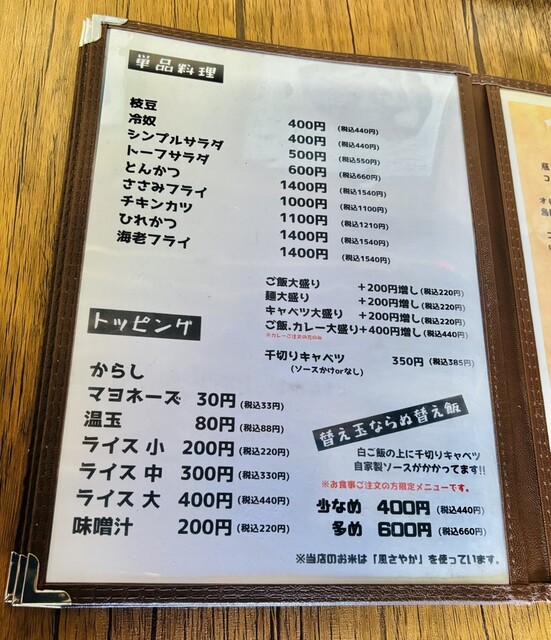 単品料理
枝豆 400円 (税込440円)
冷奴 400円 (税込440円)
シンプルサラダ 500円 (税込550円)
トーフサラダ 600円 (税込660円)
とんかつ 1400円 (税込1540円)
ささみフライ 1000円 (税込1100円)
チキンカツ 1100円 (税込1210円)
ひれかつ 1400円 (税込1540円)
海老フライ 1400円 (税込1540円)
ご飯大盛り +200円増し(税込220円)
麺大盛り +200円増し(税込220円)
キャベツ大盛り +200円増し(税込220円)
ご飯.カレー大盛り+400円増し(税込440円)
※カレーご注文の方のみ
千切りキャベツ 350円 (税込385円)
(ソースかけorなし)
トッピング
からし
マヨネーズ 30円 (税込33円)
温玉 80円 (税込88円)
ライス 小 200円 (税込220円)
ライス 中 300円 (税込330円)
ライス 大 400円 (税込440円)
味噌汁 200円 (税込220円)
替え玉ならぬ替え飯
白ご飯の上に千切りキャベツ
自家製ソースがかかってます!!
※お食事ご注文の方限定メニューです。
少なめ 400円 (税込440円)
多め 600円 (税込660円)
※当店のお米は「風さやか」を使っています。